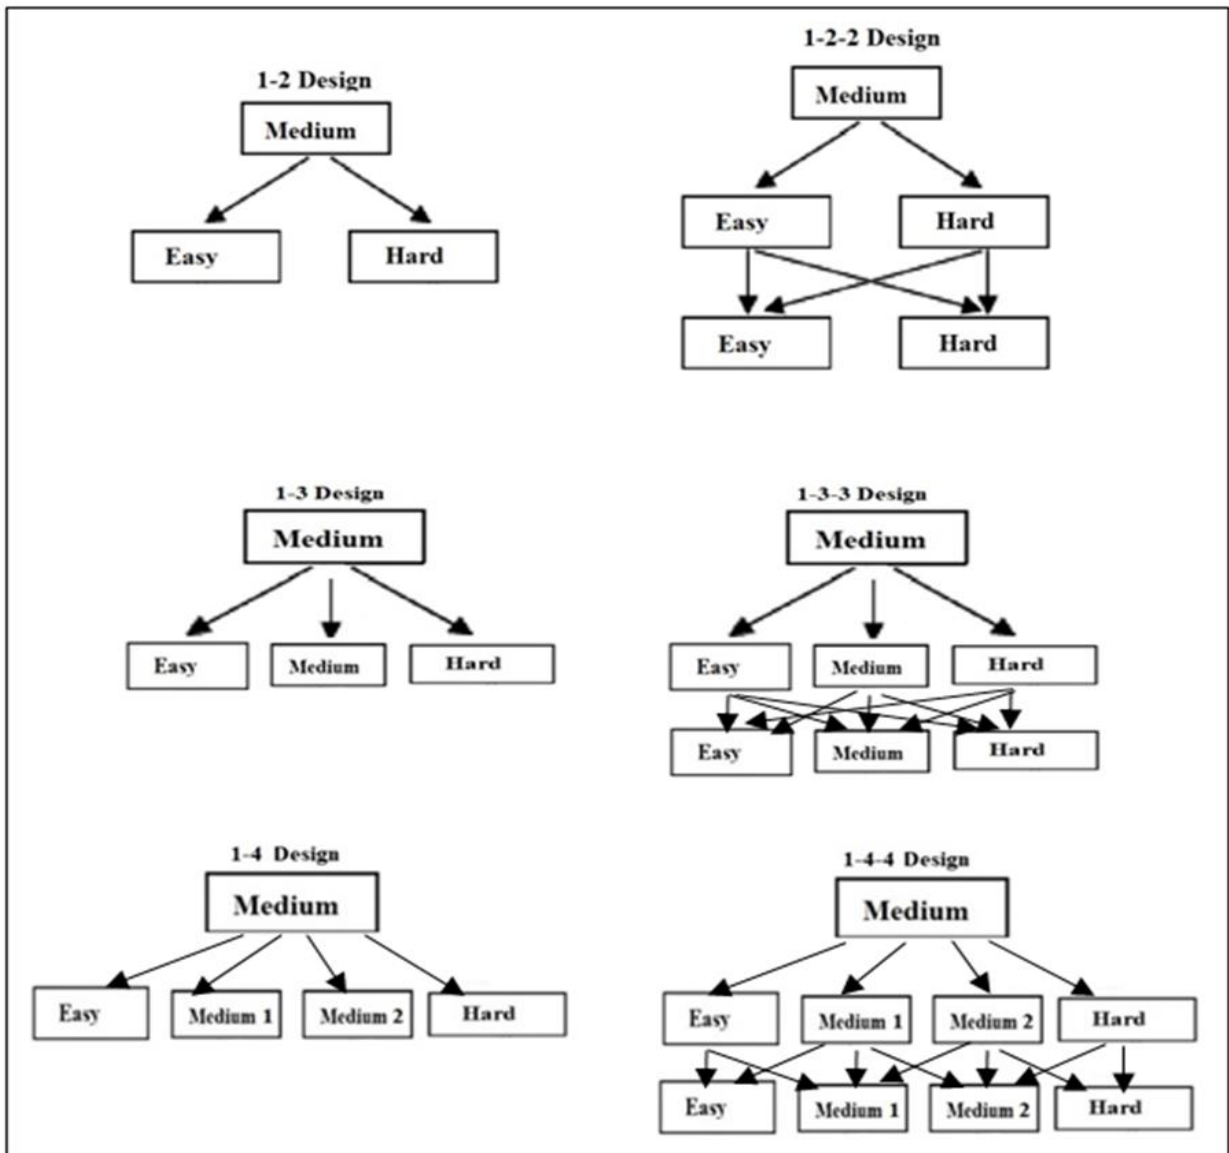 1-2 Design
Medium
Easy
Hard
1-2-2 Design
Medium
Easy
Hard
Easy
Hard
1-3 Design
Medium
Easy
Medium
Hard
1-3-3 Design
Medium
Easy
Medium
Hard
Easy
Medium
Hard
1-4 Design
Medium
Easy
Medium 1
Medium 2
Hard
1-4-4 Design
Medium
Easy
Medium 1
Medium 2
Hard
Easy
Medium 1
Medium 2
Hard